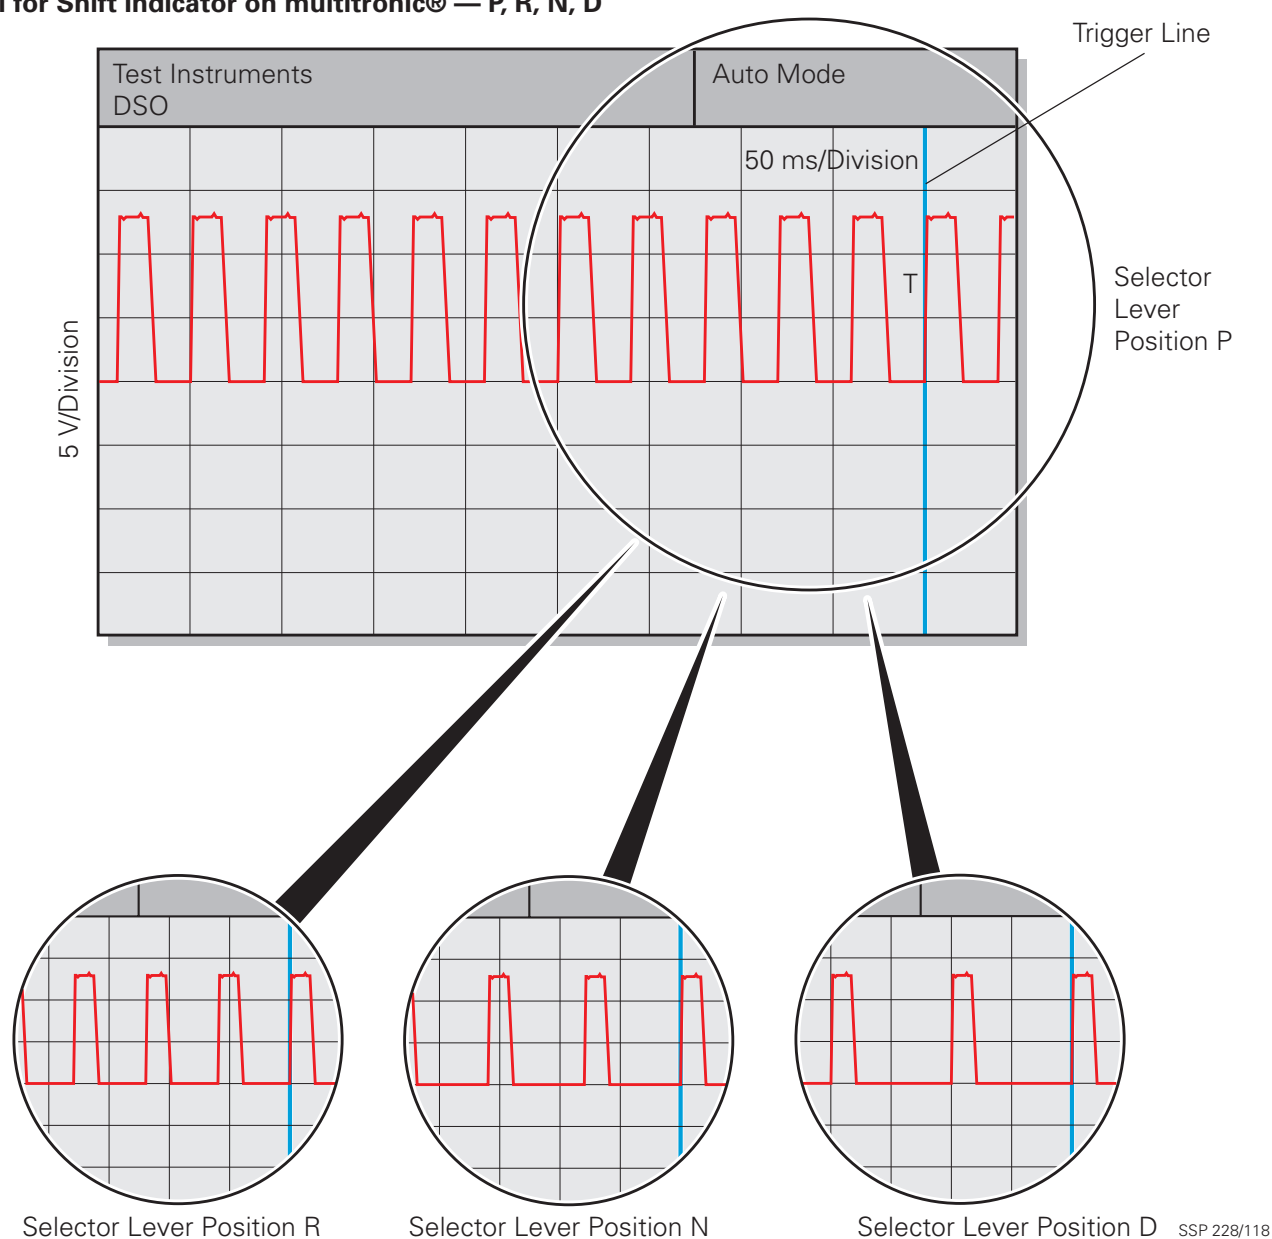 for Shift Indicator on multitronic® — P, R, N, D
Trigger Line
Test Instruments
DSO
Auto Mode
50 ms/Division
T
5 V/Division
Selector
Lever
Position P
Selector Lever Position R
Selector Lever Position N
Selector Lever Position D
SSP 228/118